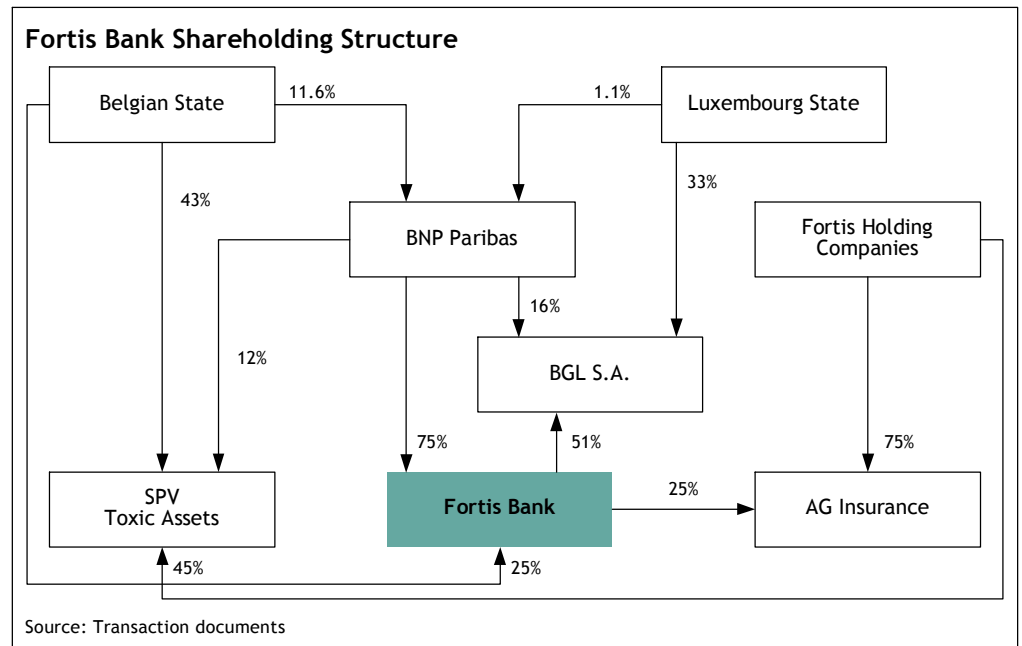 Fortis Bank Shareholding Structure
Belgian State
11.6%
1.1%
Luxembourg State
43%
33%
BNP Paribas
Fortis Holding
Companies
16%
12%
BGL S.A.
75%
51%
75%
SPV
Toxic Assets
Fortis Bank
25%
AG Insurance
45%
25%
Source: Transaction documents